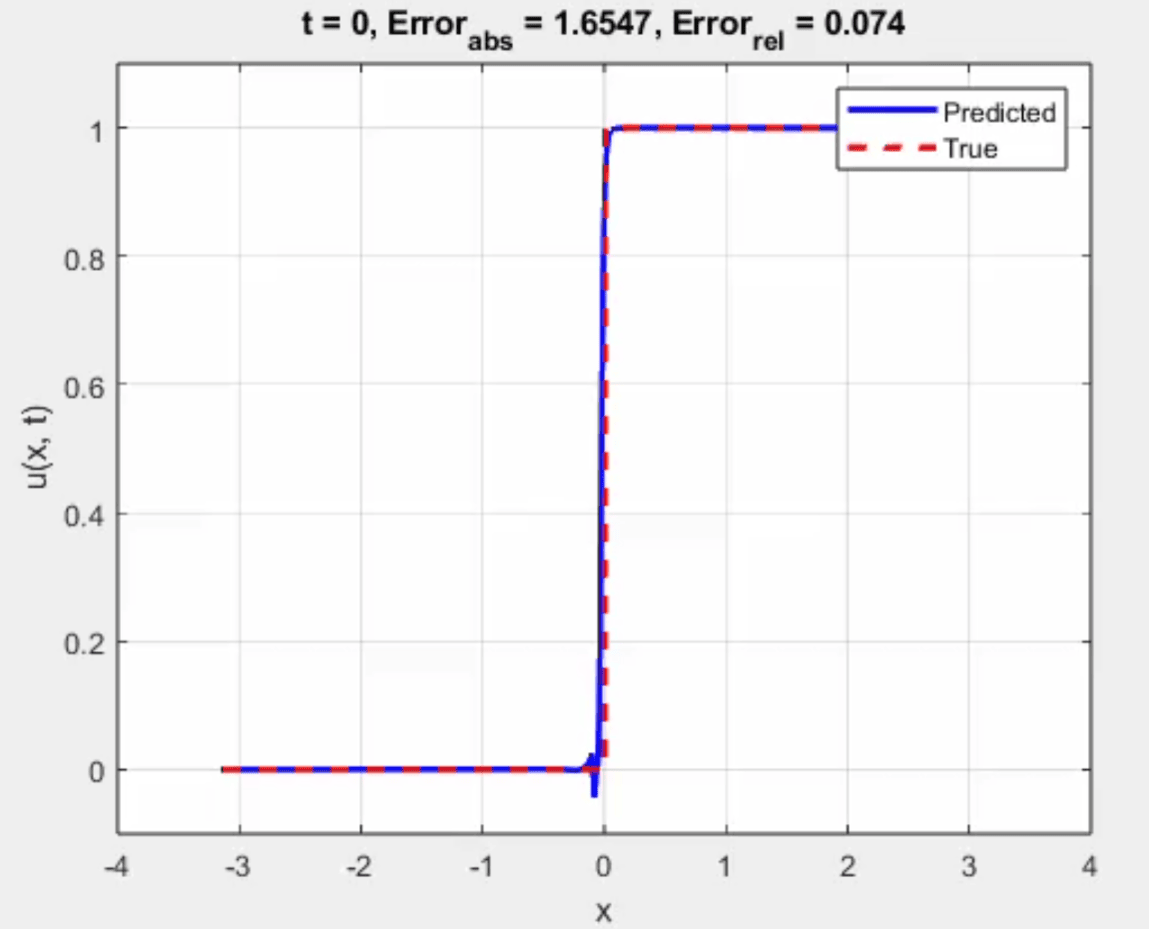 t = 0, Error_abs = 1.6547, Error_rel = 0.074
Predicted
True
1
0.8
0.6
0.4
0.2
0
u(x, t)
-4 -3 -2 -1 0 1 2 3 4
x